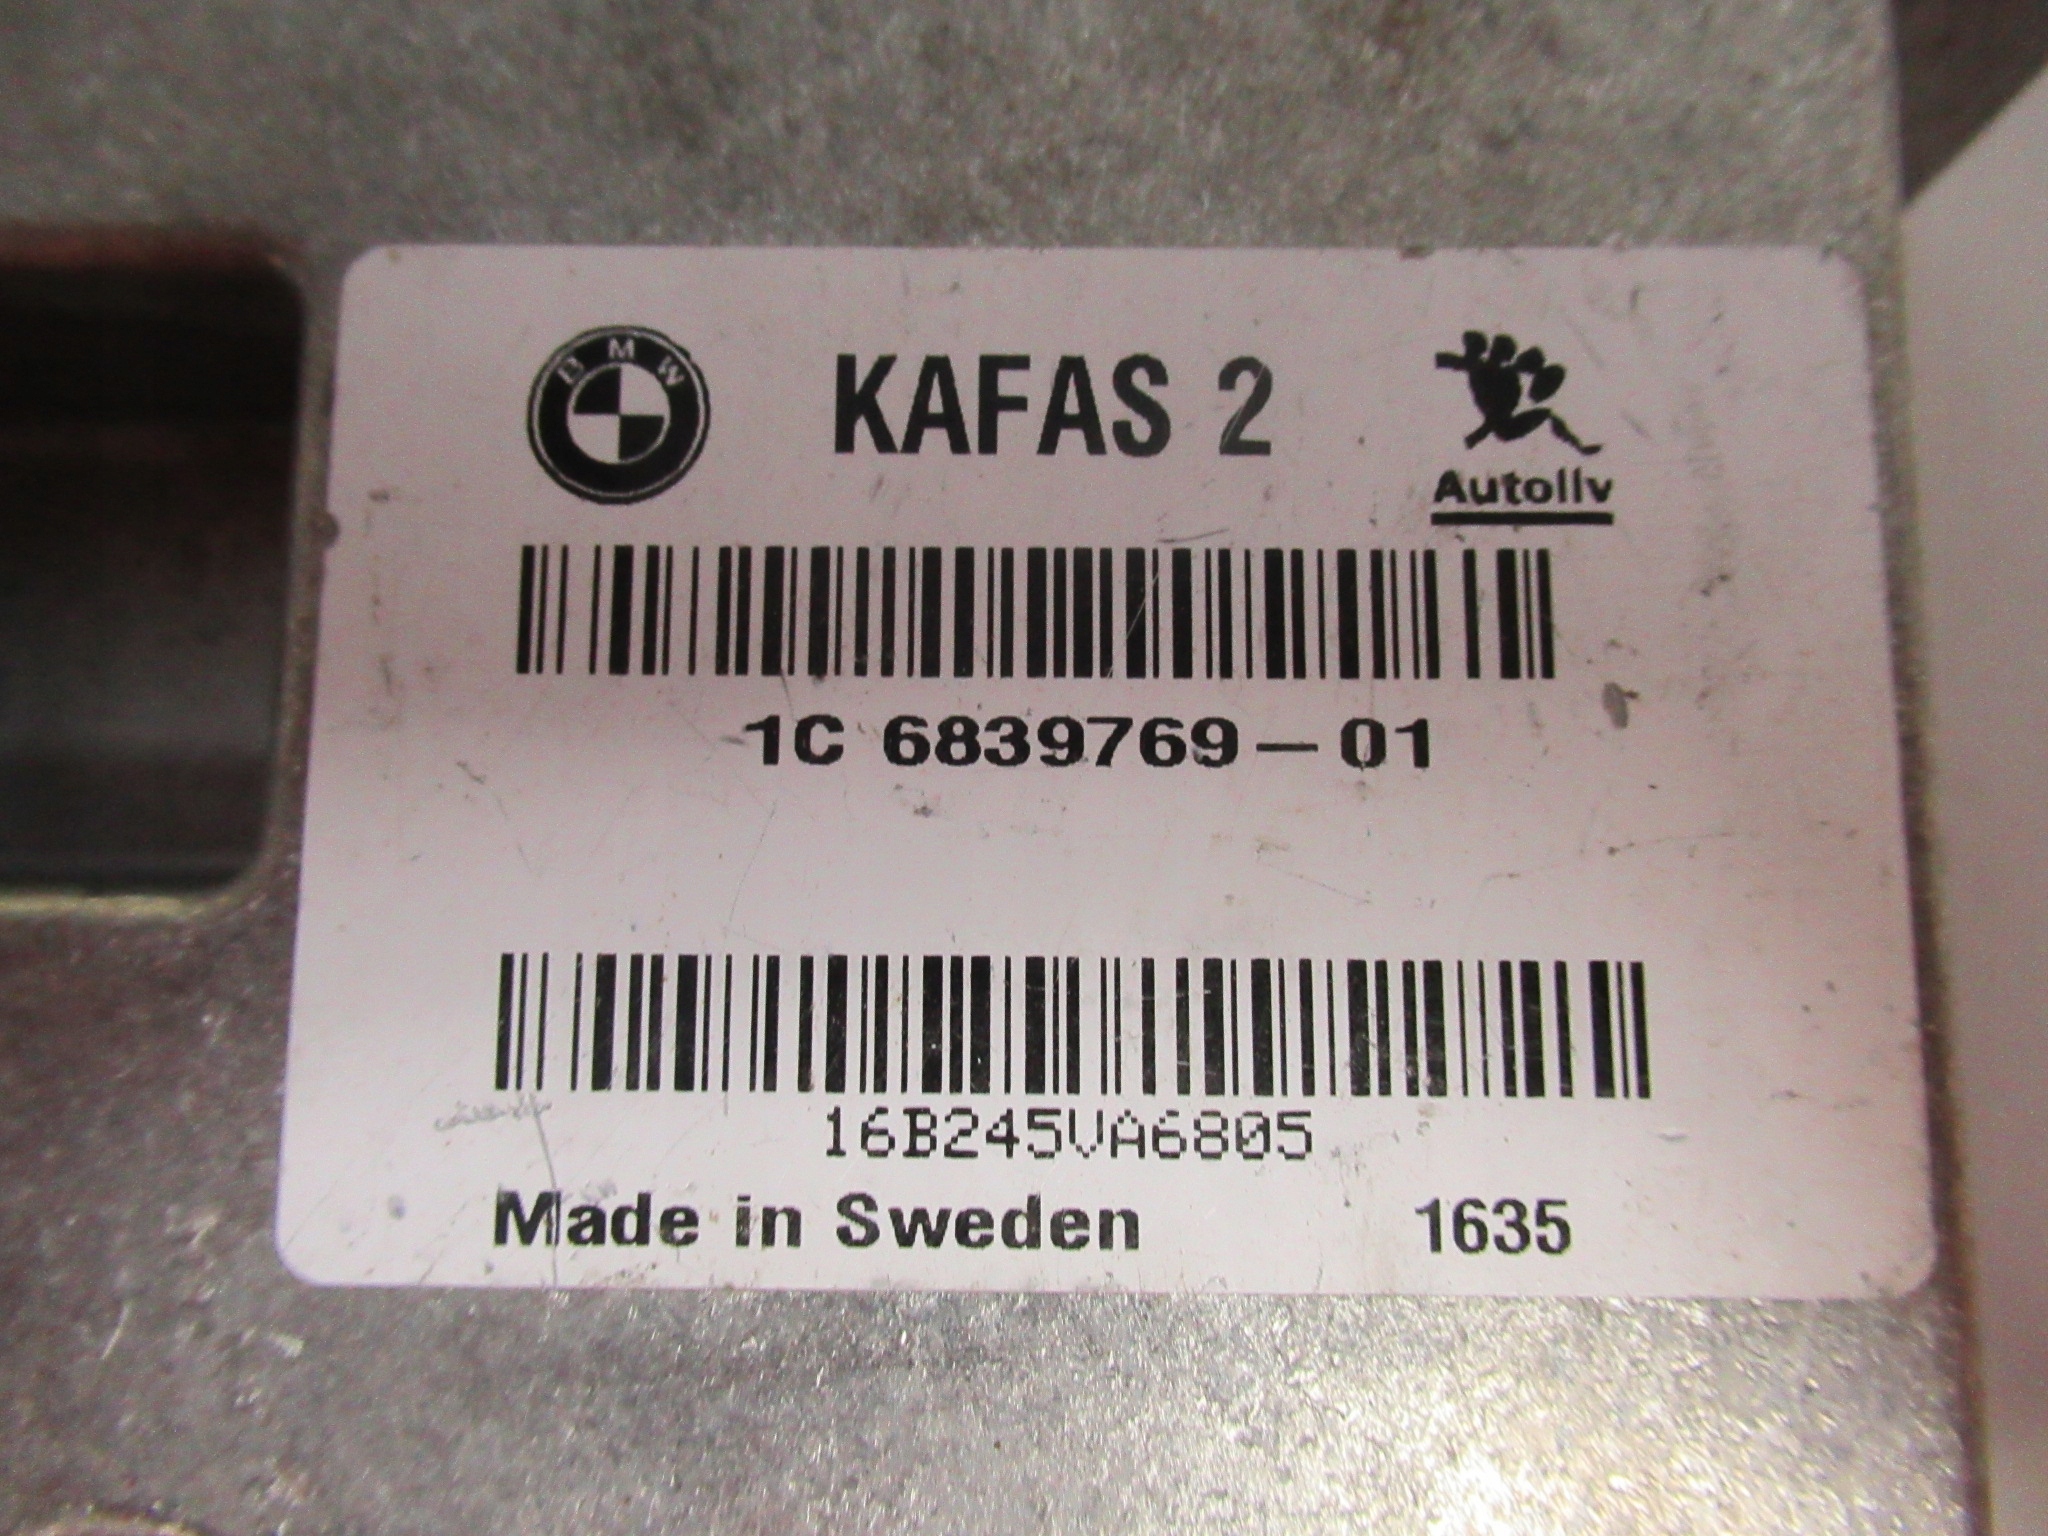 BMW KAFAS 2
Autoliv
1C 6839769-01
16B245VA6805
Made in Sweden 1635